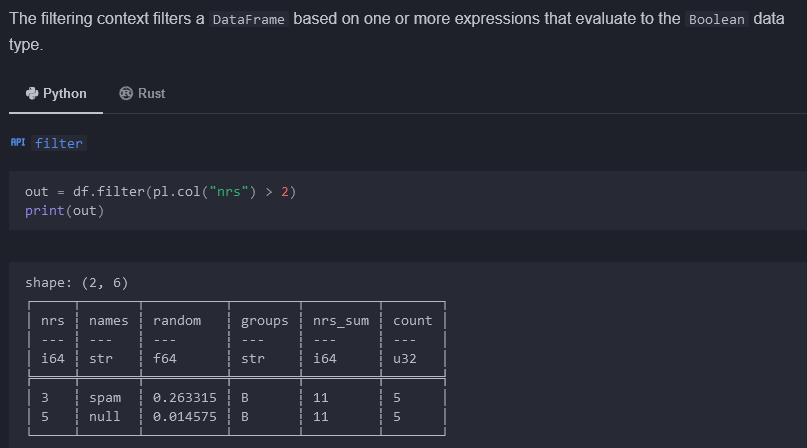 The filtering context filters a DataFrame based on one or more expressions that evaluate to the Boolean data
type.
Python Rust
API filter
out = df.filter(pl.col("nrs") > 2)
print(out)
shape: (2, 6)
nrs names random groups nrs_sum count
--- --- --- --- --- ---
i64 str f64 str i64 u32
3 spam 0.263315 B 11 5
5 null 0.014575 B 11 5